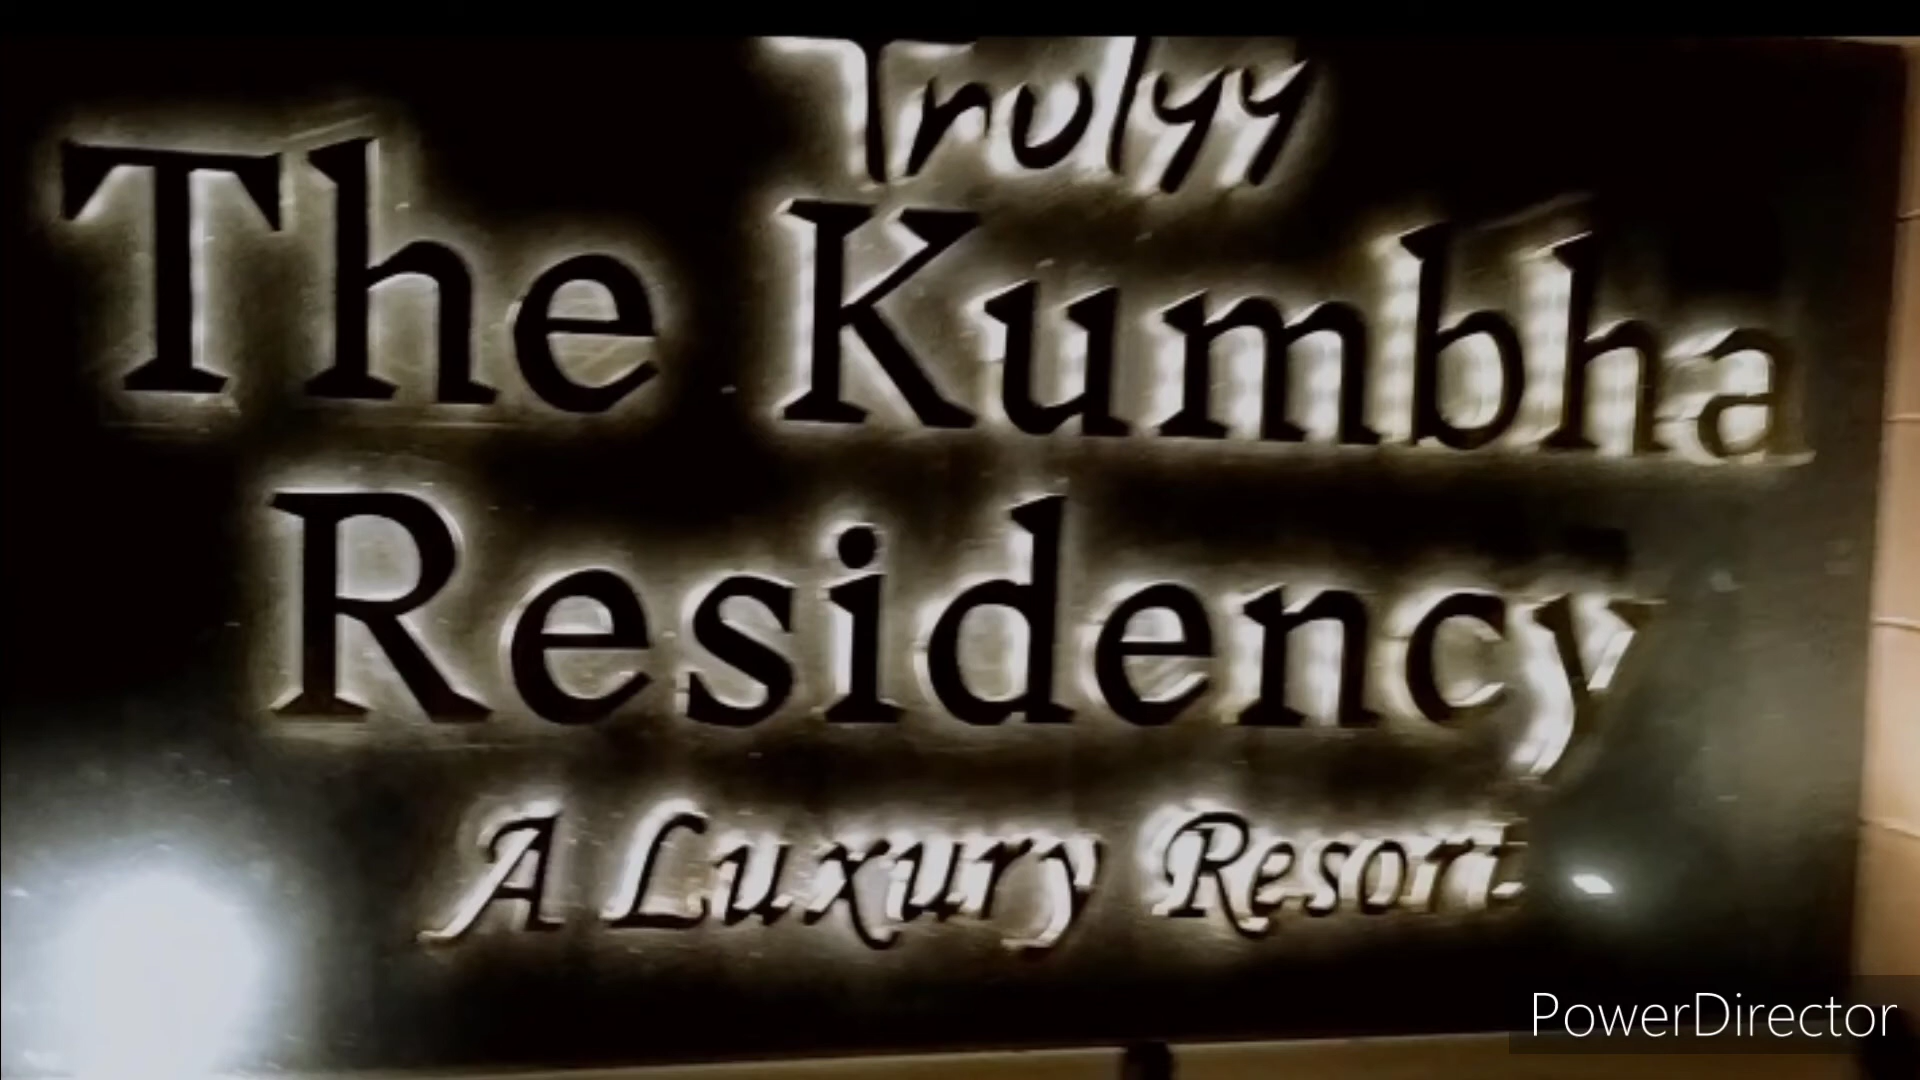 Trulyy
The Kumbha
Residency
A Luxury Resort
PowerDirector